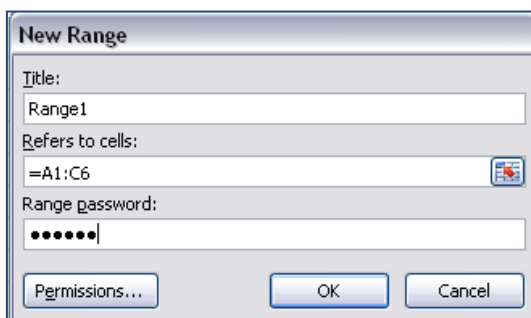 New Range
Title:
Range1
Refers to cells:
=A1:C6
Range password:
●●●●●●
Permissions... OK Cancel